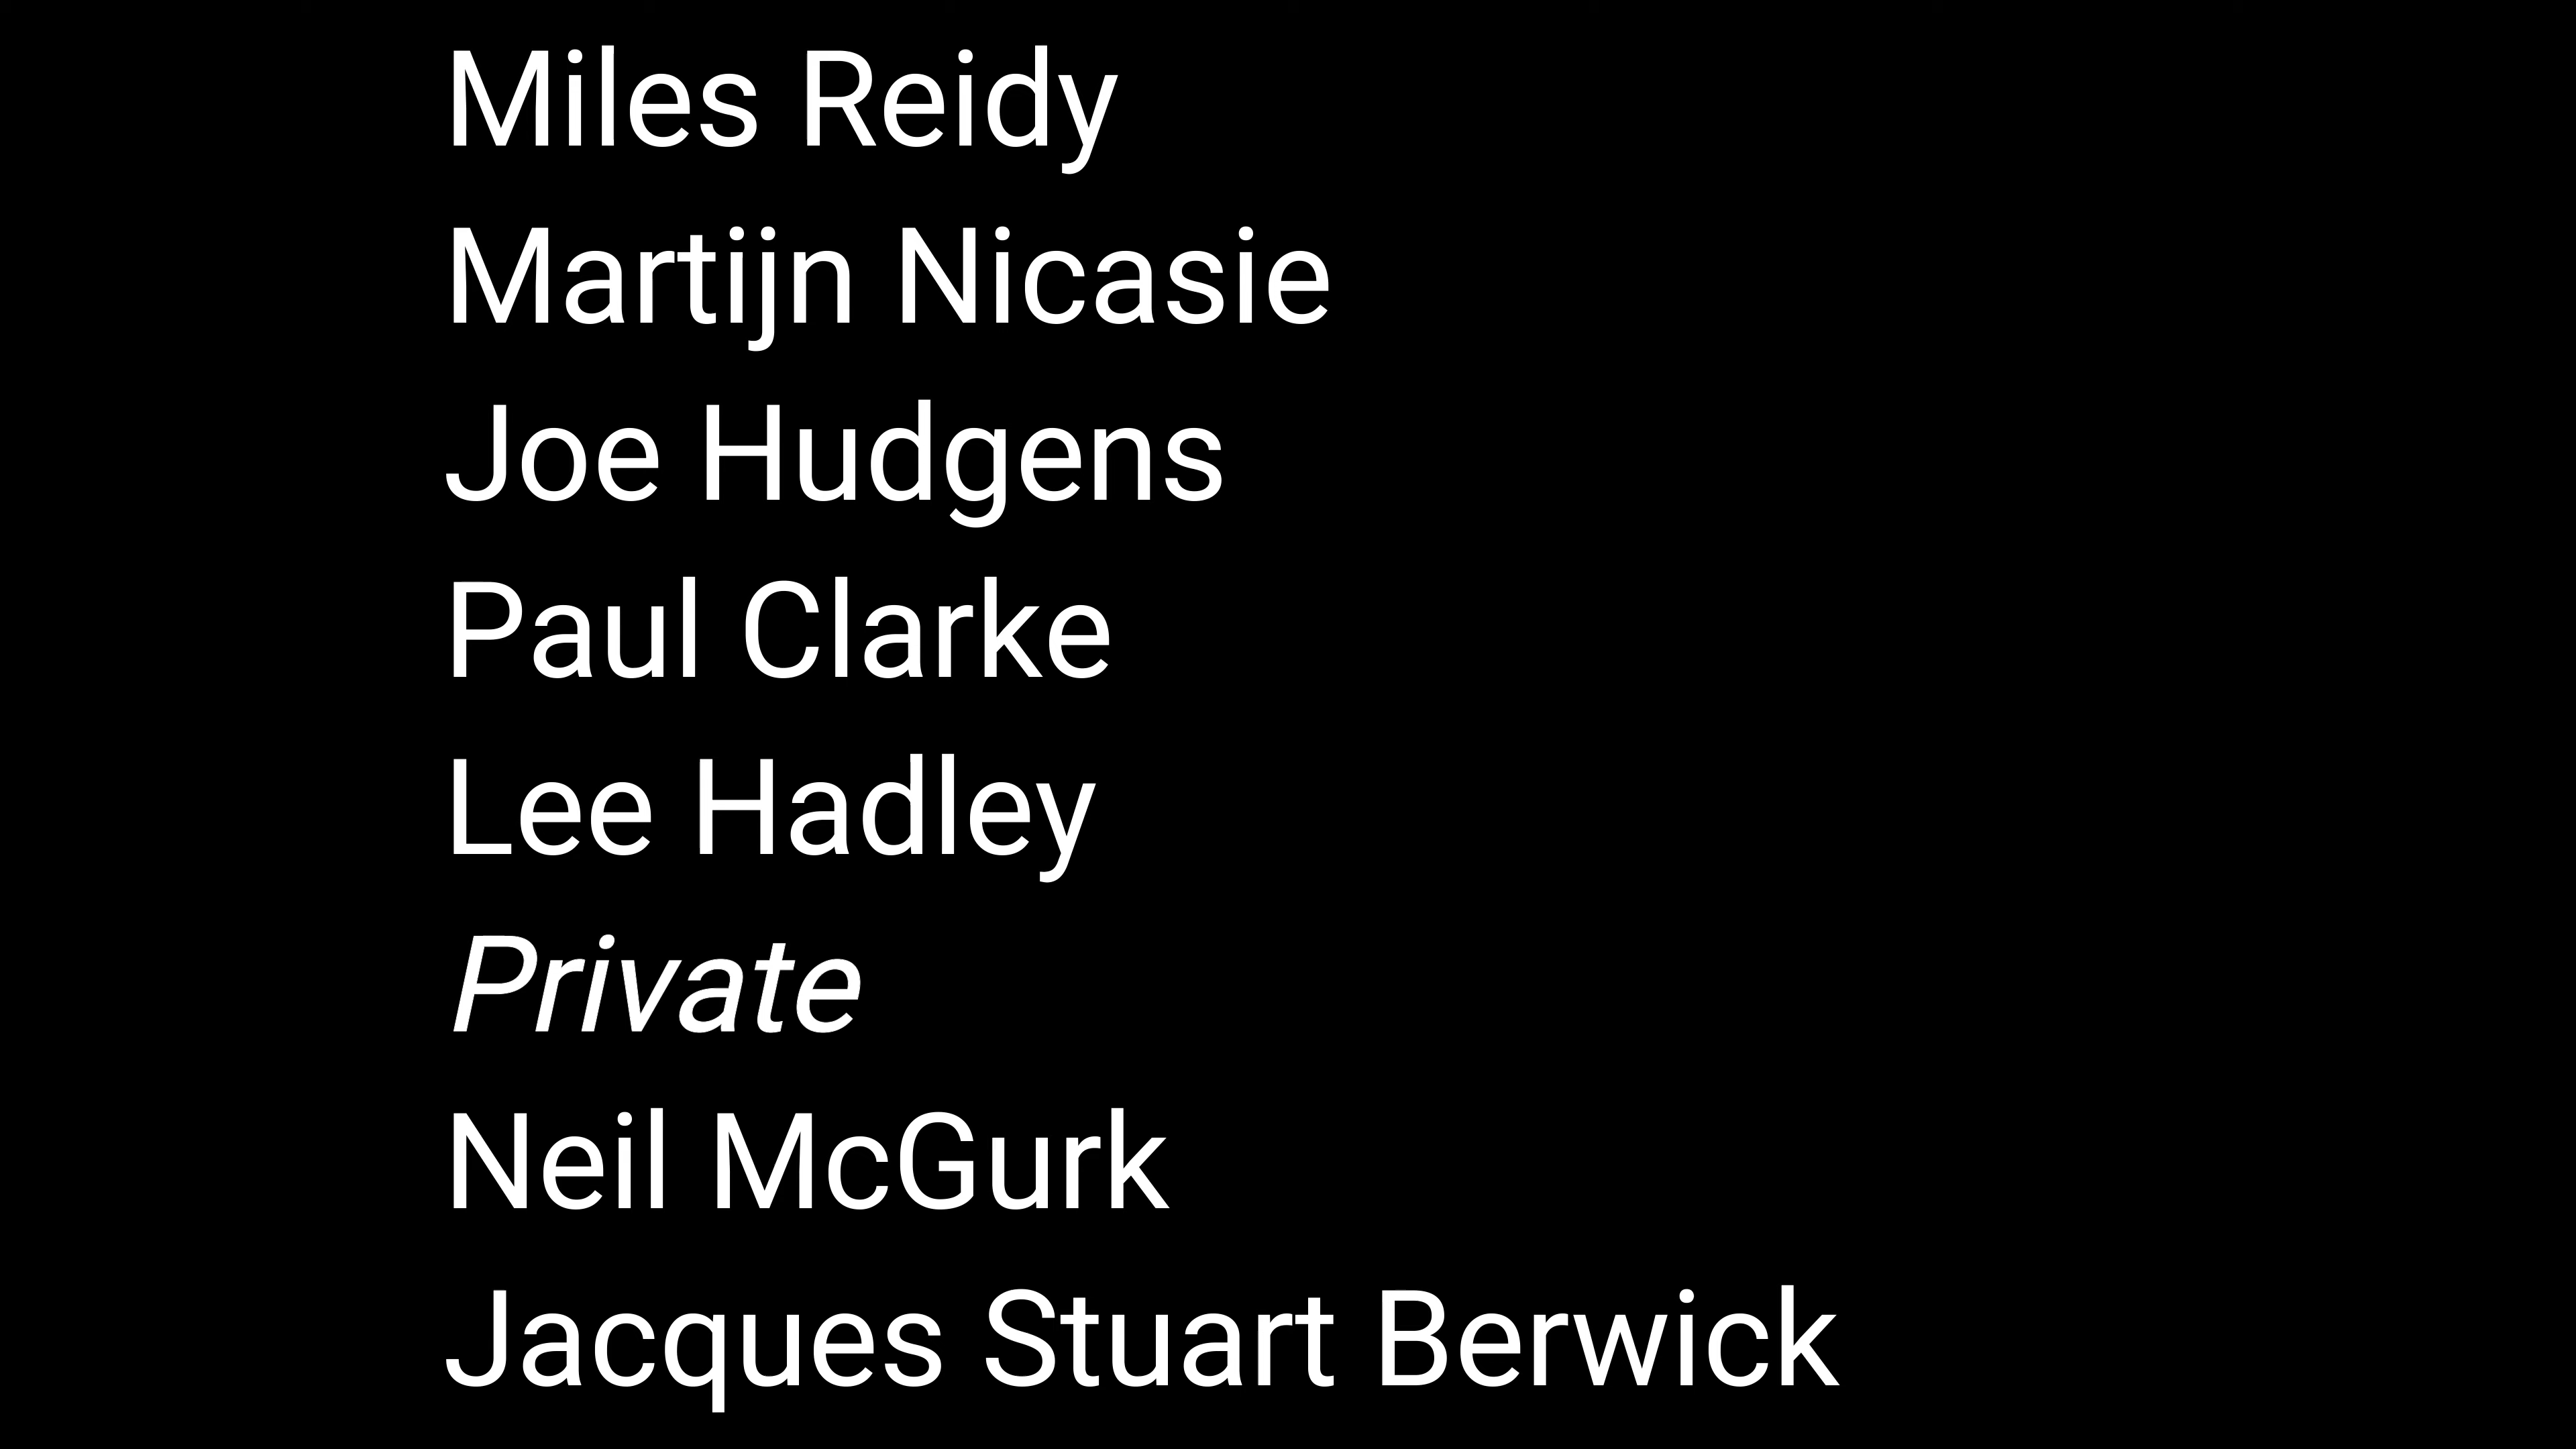 Miles Reidy
Martijn Nicasie
Joe Hudgens
Paul Clarke
Lee Hadley
Private
Neil McGurk
Jacques Stuart Berwick